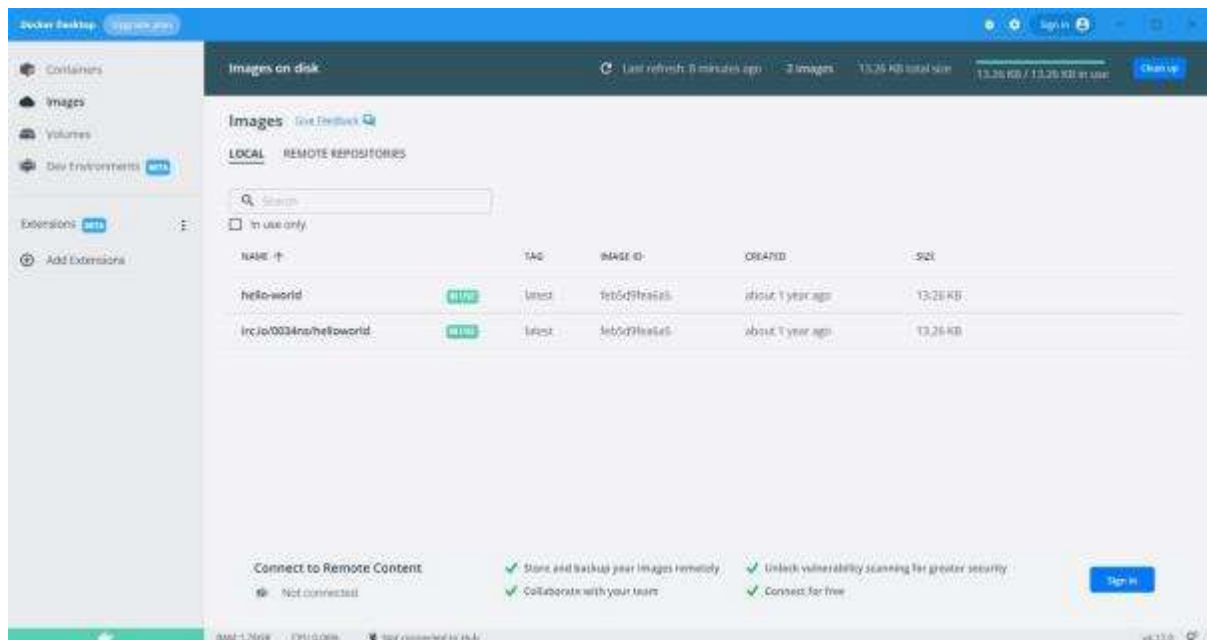 Docker Desktop Upgrade plan
Sign in
Containers
Images
Volumes
Dev Environments BETA
Extensions BETA
Add Extensions
Images on disk
Last refresh: 8 minutes ago 2 images 13.26 KB total size 13.26 KB / 13.26 KB in use Clean up
Images Give Feedback
LOCAL REMOTE REPOSITORIES
Search
In use only
NAME TAG IMAGE ID CREATED SIZE
hello-world IN USE latest feb5d9fea6a5 about 1 year ago 13.26 KB
helloworld IN USE latest feb5d9fea6a5 about 1 year ago 13.26 KB
Connect to Remote Content
Not connected
Store and backup your images remotely
Collaborate with your team
Unlock vulnerability scanning for greater security
Connect for free
Sign in
Not connected to Hub